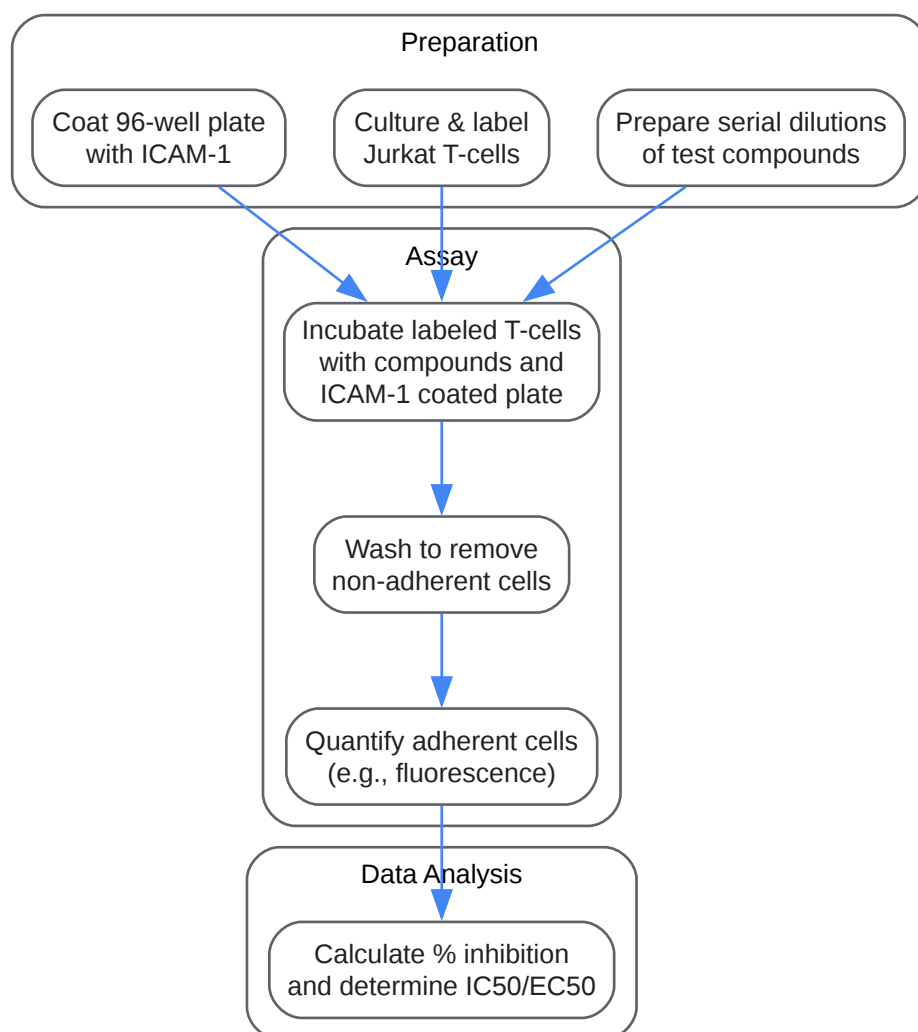 Preparation
Coat 96-well plate
with ICAM-1
Culture & label
Jurkat T-cells
Prepare serial dilutions
of test compounds
Assay
Incubate labeled T-cells
with compounds and
ICAM-1 coated plate
Wash to remove
non-adherent cells
Quantify adherent cells
(e.g., fluorescence)
Data Analysis
Calculate % inhibition
and determine IC50/EC50